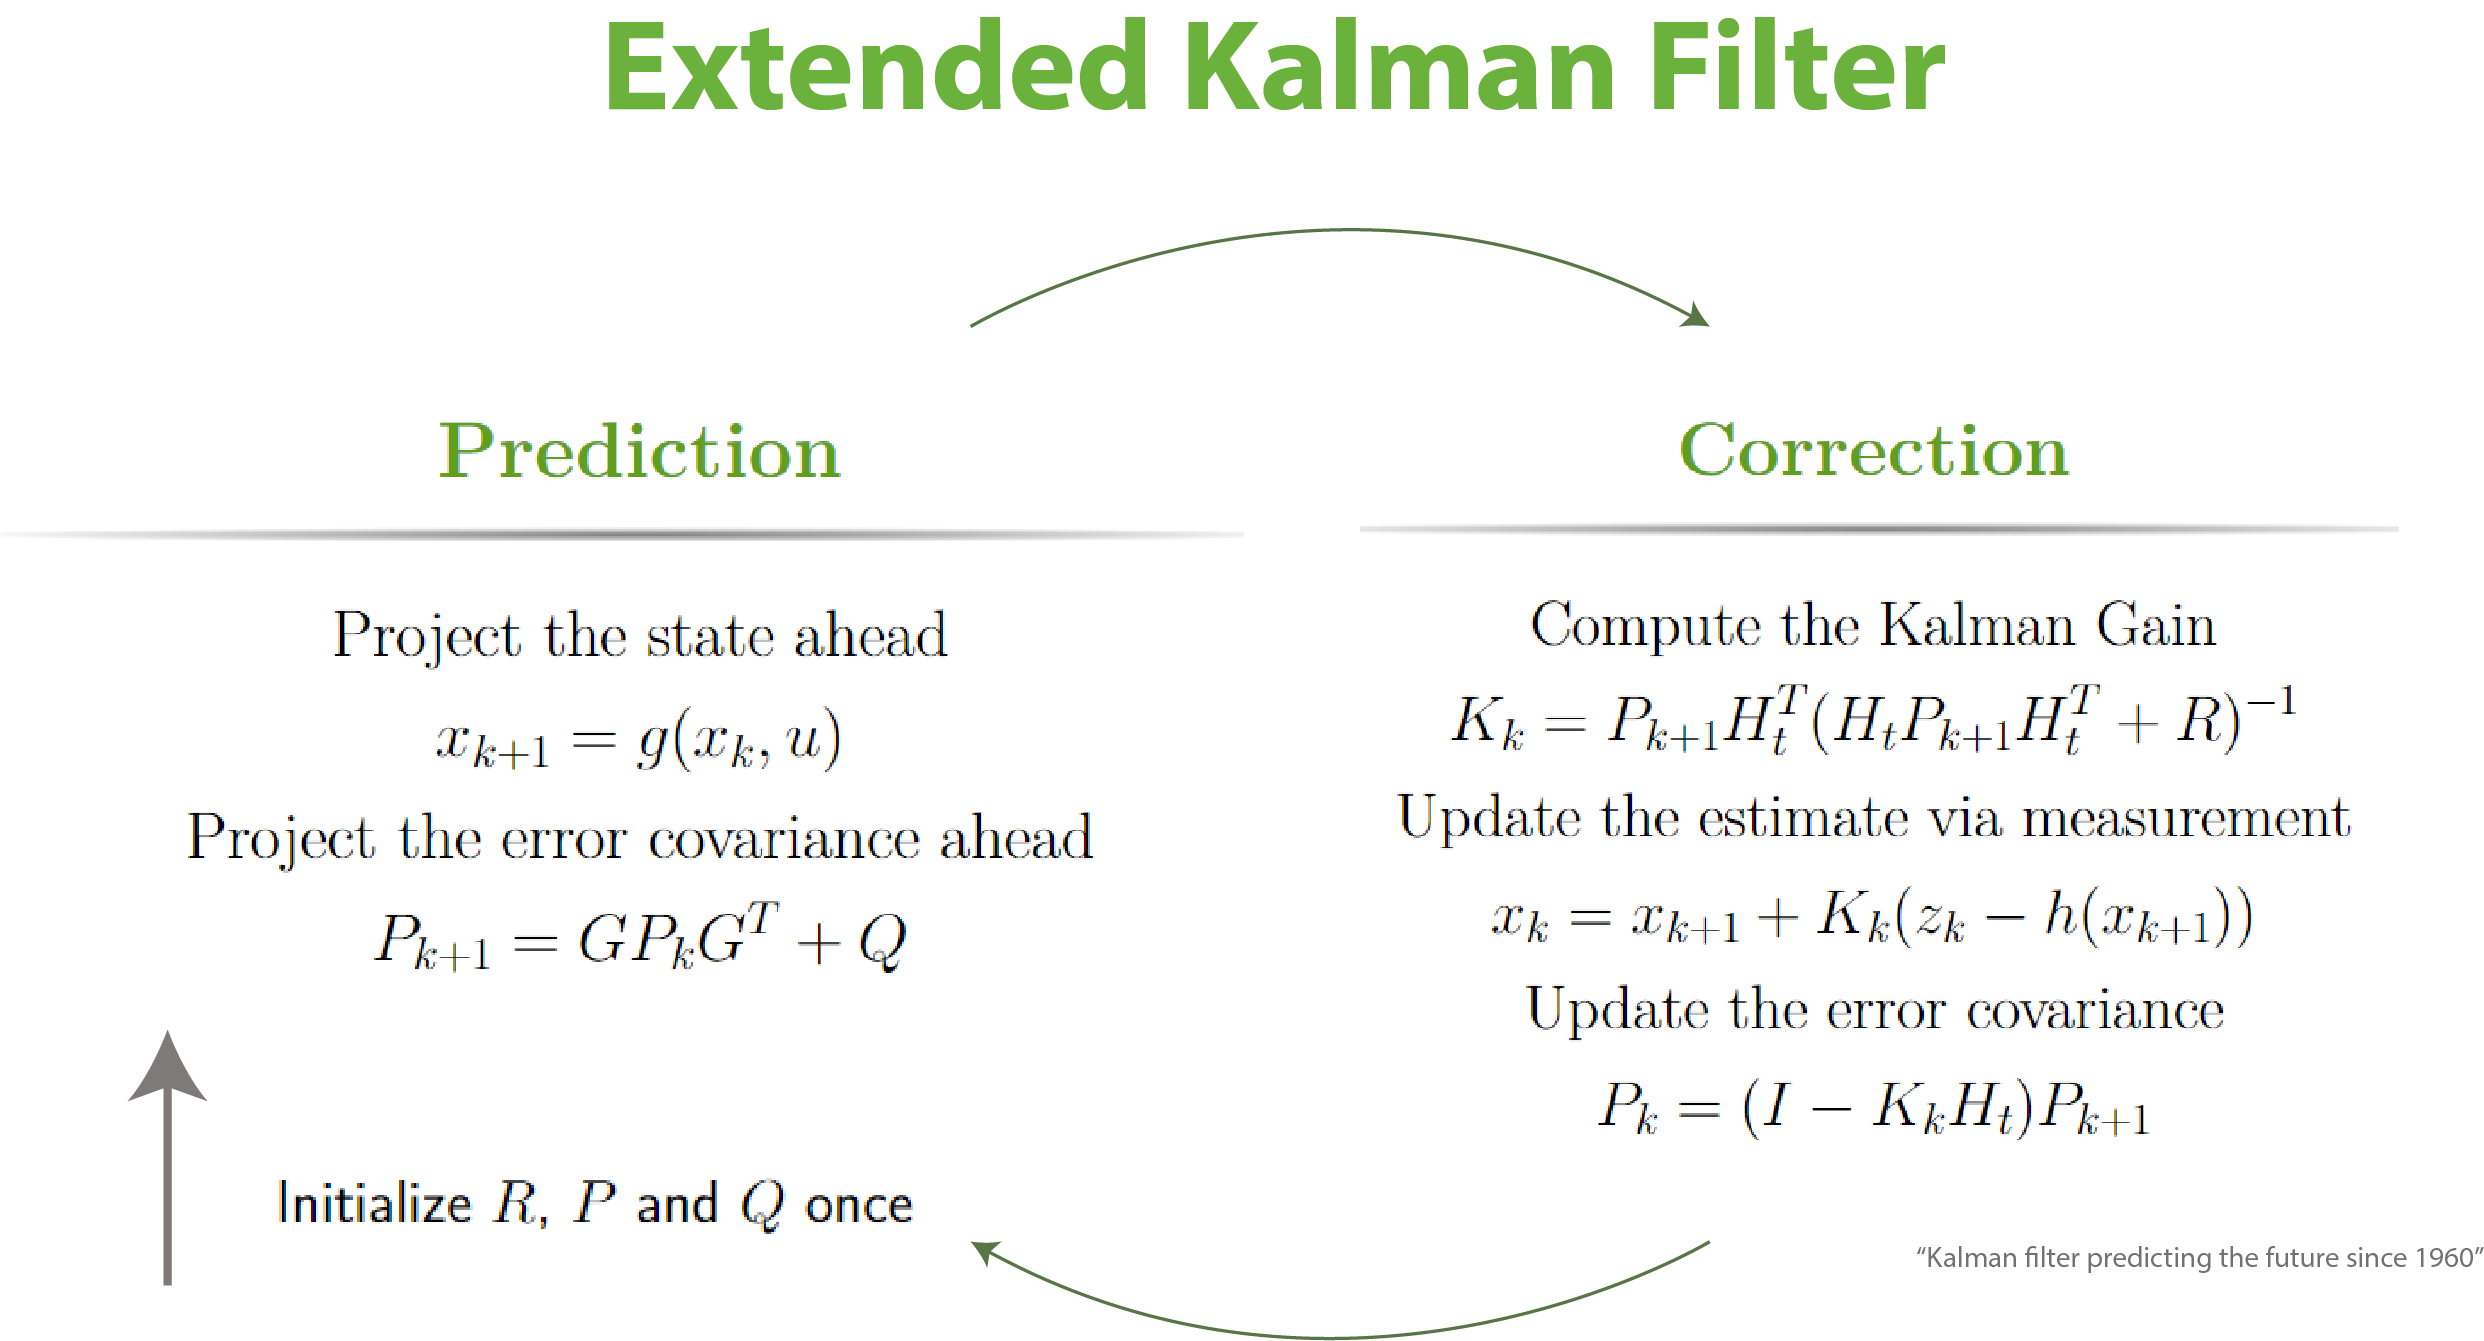 Extended Kalman Filter
Prediction
Project the state ahead
$x_{k+1} = g(x_k, u)$
Project the error covariance ahead
$P_{k+1} = GP_kG^T + Q$
Initialize $R$, $P$ and $Q$ once
Correction
Compute the Kalman Gain
$K_k = P_{k+1}H_t^T(H_tP_{k+1}H_t^T + R)^{-1}$
Update the estimate via measurement
$x_k = x_{k+1} + K_k(z_k - h(x_{k+1}))$
Update the error covariance
$P_k = (I - K_kH_t)P_{k+1}$
“Kalman filter predicting the future since 1960”